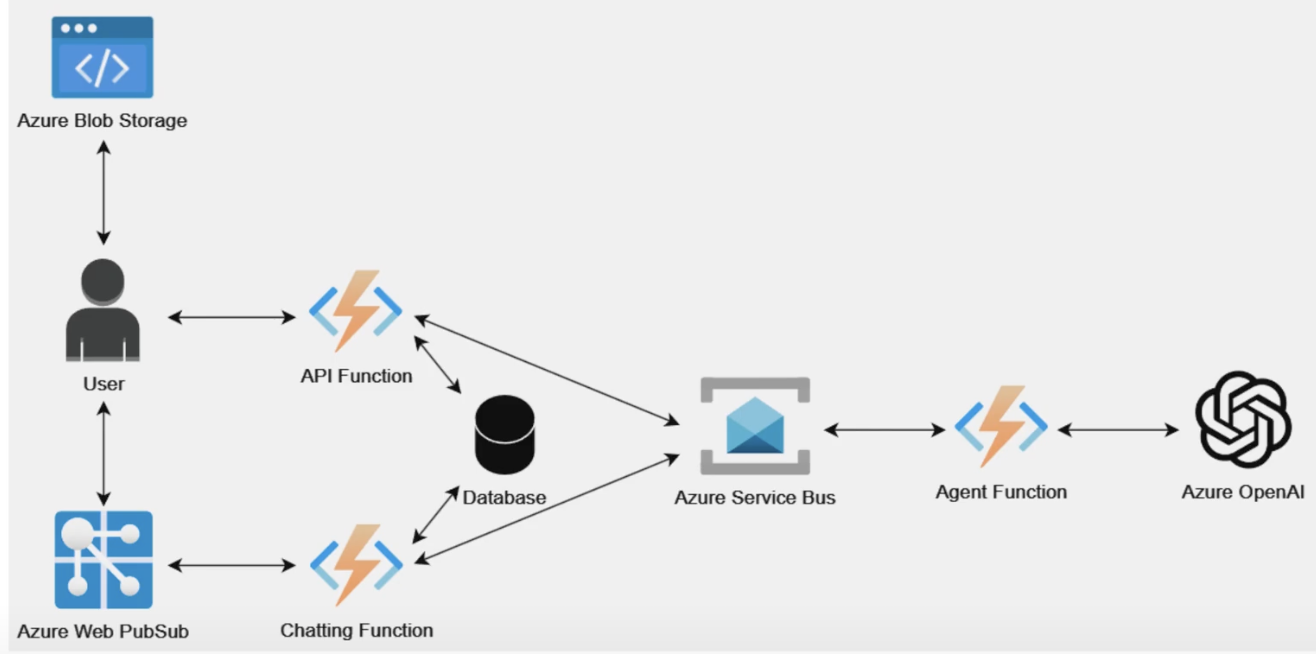 Azure Blob Storage
User
API Function
Database
Azure Service Bus
Agent Function
Azure OpenAI
Azure Web PubSub
Chatting Function